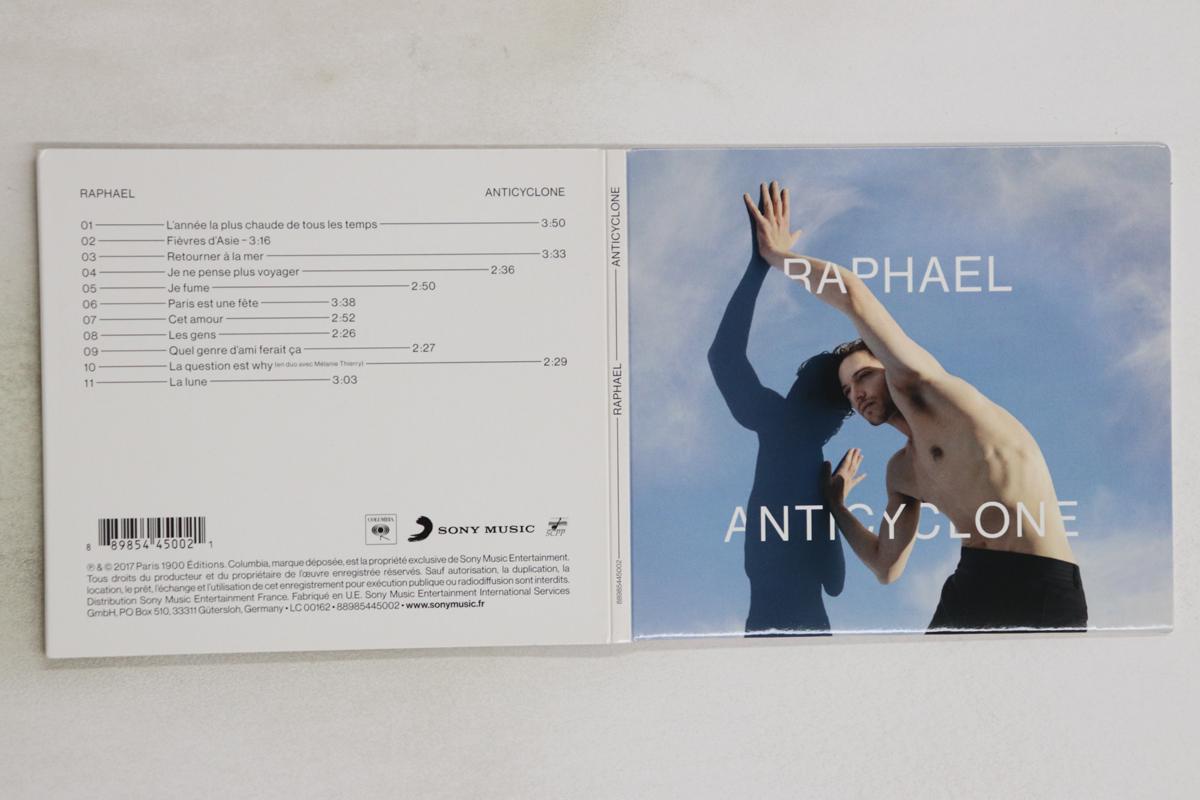 RAPHAEL ANTICYCLONE
01 L'année la plus chaude de tous les temps 3:50
02 Fièvres d'Asie - 3:16
03 Retourner à la mer 3:33
04 Je ne pense plus voyager 2:36
05 Je fume 2:50
06 Paris est une fête 3:38
07 Cet amour 2:52
08 Les gens 2:26
09 Quel genre d'ami ferait ça 2:27
10 La question est why (en duo avec Mélanie Thierry) 2:29
11 La lune 3:03
8 89854 45002 1
COLUMBIA
SONY MUSIC
SCPP
℗ & © 2017 Paris 1900 Éditions. Columbia, marque déposée, est la propriété exclusive de Sony Music Entertainment.
Tous droits du producteur et du propriétaire de l'œuvre enregistrée réservés. Sauf autorisation, la duplication, la
location, le prêt, l'échange et l'utilisation de cet enregistrement pour exécution publique ou radiodiffusion sont interdits.
Distribution Sony Music Entertainment France. Fabriqué en U.E. Sony Music Entertainment International Services
GmbH, PO Box 510, 33311 Gütersloh, Germany • LC 00162 • 88985445002 • www.sonymusic.fr
88985445002 RAPHAEL ANTICYCLONE
RAPHAEL
ANTICYCLONE